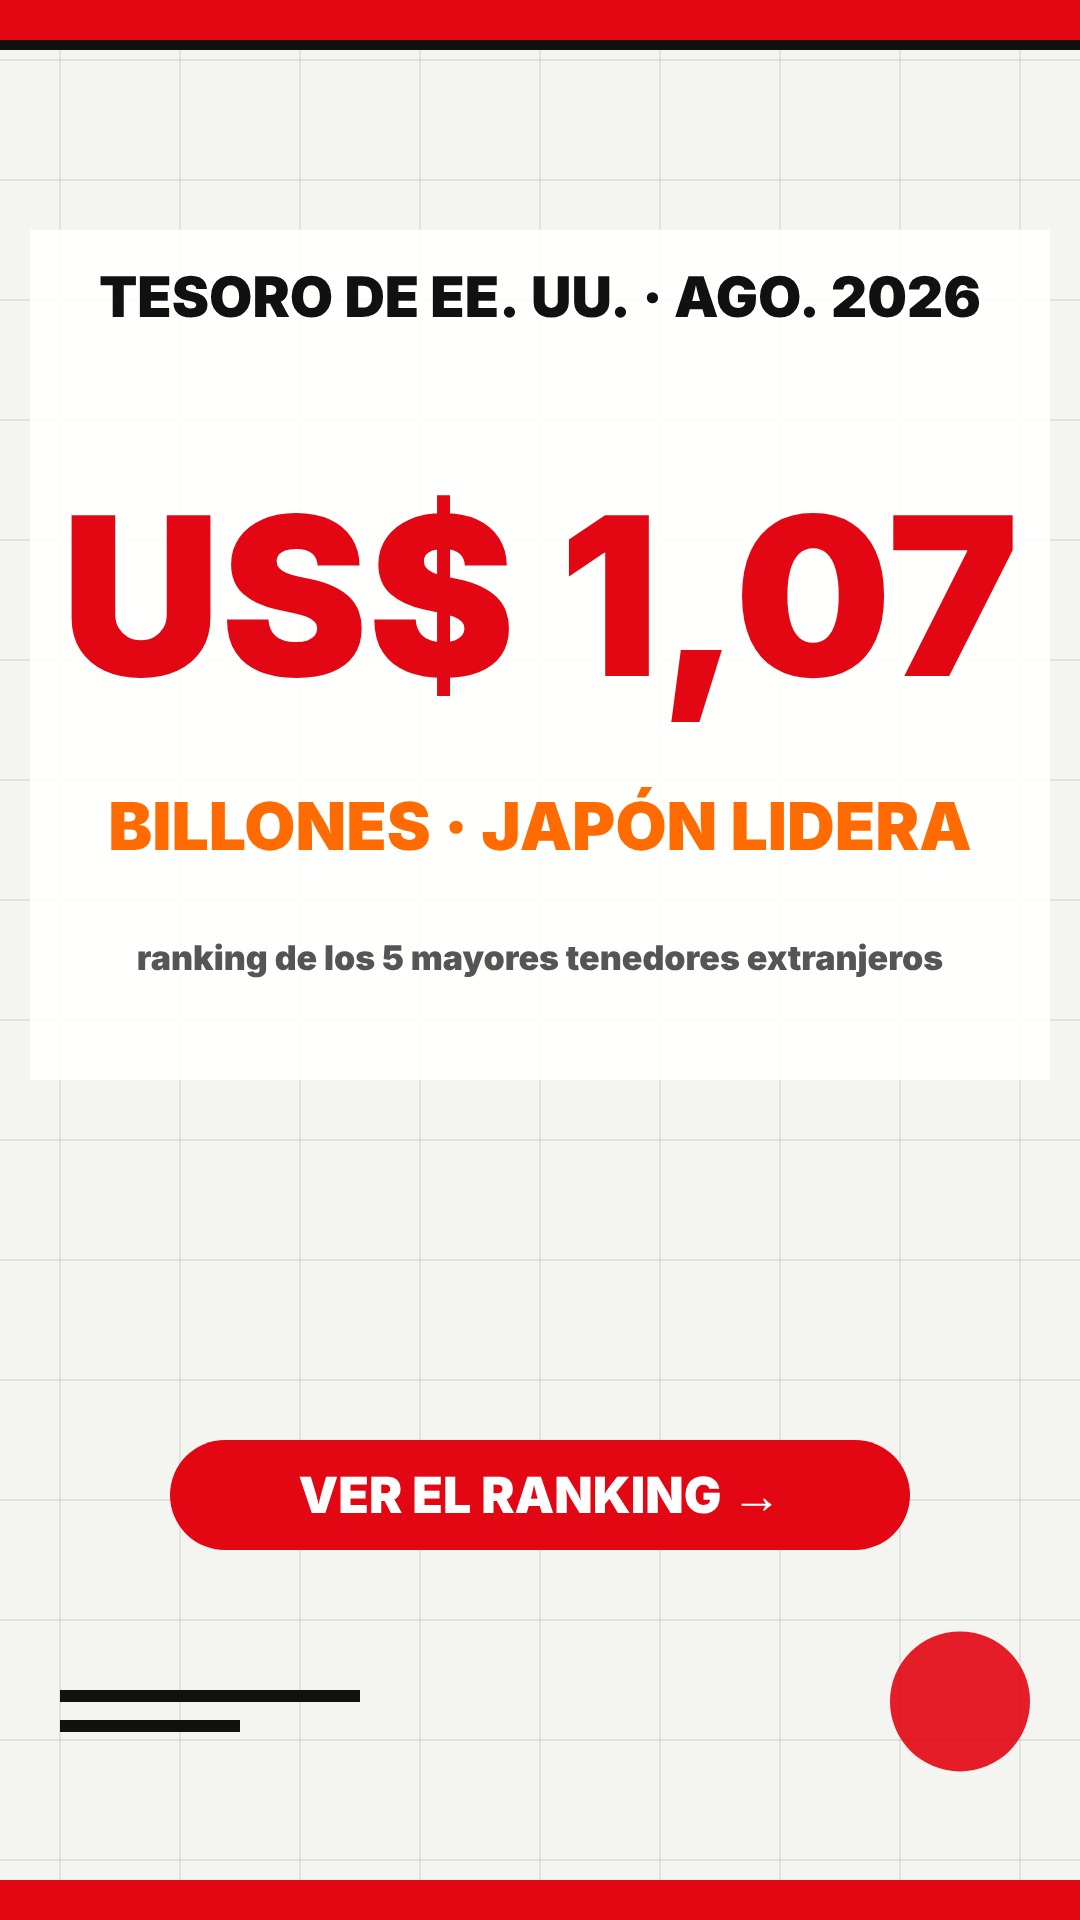 TESORO DE EE. UU. · AGO. 2026
US$ 1,07
BILLONES · JAPÓN LIDERA
ranking de los 5 mayores tenedores extranjeros
VER EL RANKING →